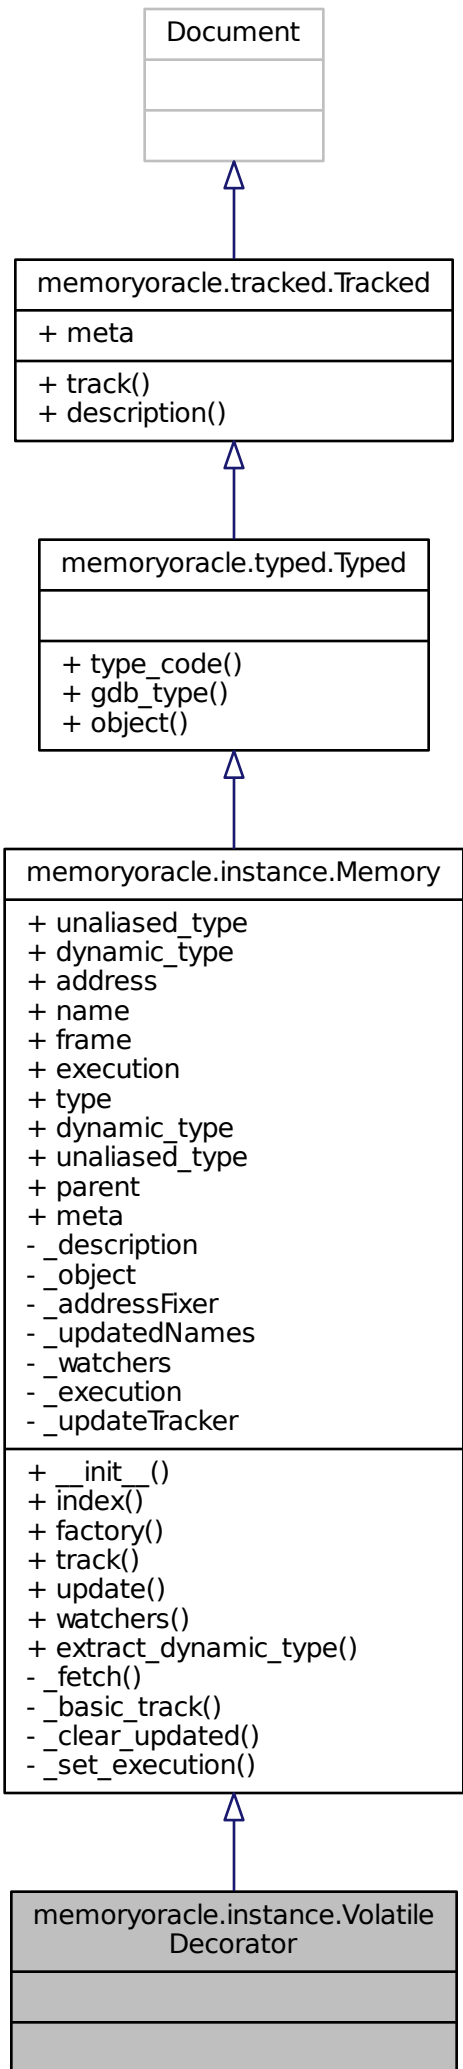 Document
memoryoracle.tracked.Tracked
+ meta
+ track()
+ description()
memoryoracle.typed.Typed
+ type_code()
+ gdb_type()
+ object()
memoryoracle.instance.Memory
+ unaliased_type
+ dynamic_type
+ address
+ name
+ frame
+ execution
+ type
+ dynamic_type
+ unaliased_type
+ parent
+ meta
- _description
- _object
- _addressFixer
- _updatedNames
- _watchers
- _execution
- _updateTracker
+ __init__()
+ index()
+ factory()
+ track()
+ update()
+ watchers()
+ extract_dynamic_type()
- _fetch()
- _basic_track()
- _clear_updated()
- _set_execution()
memoryoracle.instance.Volatile
Decorator